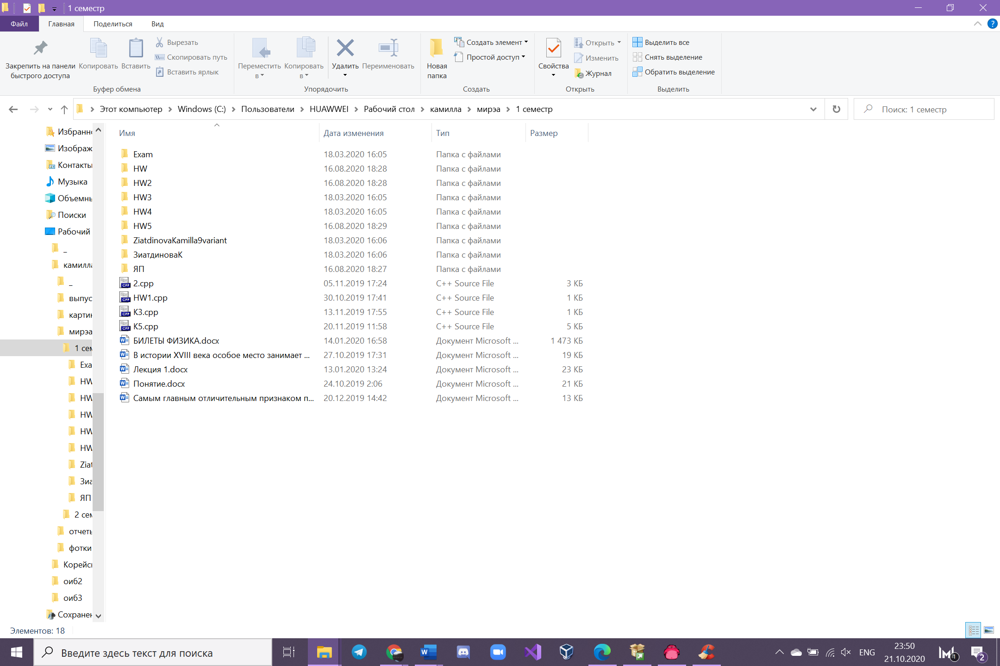 1 семестр
Файл Главная Поделиться Вид
Закрепить на панели быстрого доступа
Копировать
Вставить
Вырезать
Скопировать путь
Вставить ярлык
Буфер обмена
Переместить в
Копировать в
Удалить
Переименовать
Упорядочить
Новая папка
Создать элемент
Простой доступ
Создать
Свойства
Открыть
Изменить
Журнал
Открыть
Выделить все
Снять выделение
Обратить выделение
Выделить
Этот компьютер Windows (C:) Пользователи HUAWWEI Рабочий стол камилла мирэа 1 семестр
Поиск: 1 семестр
Избранно
Изображ
Контакты
Музыка
Объемны
Поиски
Рабочий
_
камилла
_
выпус
картин
мирэа
1 сем
Exa
HW
HW
HW
HW
HW
Ziat
Зиа
ЯП
2 сем
отчеты
фотки
Корейск
оиб2
оиб3
Сохранен
Имя Дата изменения Тип Размер
Exam 18.03.2020 16:05 Папка с файлами
HW 16.08.2020 18:28 Папка с файлами
HW2 16.08.2020 18:28 Папка с файлами
HW3 18.03.2020 16:05 Папка с файлами
HW4 18.03.2020 16:05 Папка с файлами
HW5 16.08.2020 18:29 Папка с файлами
ZiatdinovaKamilla9variant 18.03.2020 16:06 Папка с файлами
ЗиатдиноваК 18.03.2020 16:06 Папка с файлами
ЯП 16.08.2020 18:27 Папка с файлами
2.cpp 05.11.2019 17:24 C++ Source File 3 КБ
HW1.cpp 30.10.2019 17:41 C++ Source File 1 КБ
K3.cpp 13.11.2019 17:55 C++ Source File 1 КБ
K5.cpp 20.11.2019 11:58 C++ Source File 5 КБ
БИЛЕТЫ ФИЗИКА.docx 14.01.2020 16:58 Документ Microsoft ... 1 473 КБ
В истории XVIII века особое место занимает ... 27.10.2019 17:31 Документ Microsoft ... 19 КБ
Лекция 1.docx 13.01.2020 13:24 Документ Microsoft ... 23 КБ
Понятие.docx 24.10.2019 2:06 Документ Microsoft ... 21 КБ
Самым главным отличительным признаком п... 20.12.2019 14:42 Документ Microsoft ... 13 КБ
Элементов: 18
Введите здесь текст для поиска
ENG
23:50
21.10.2020
1
2